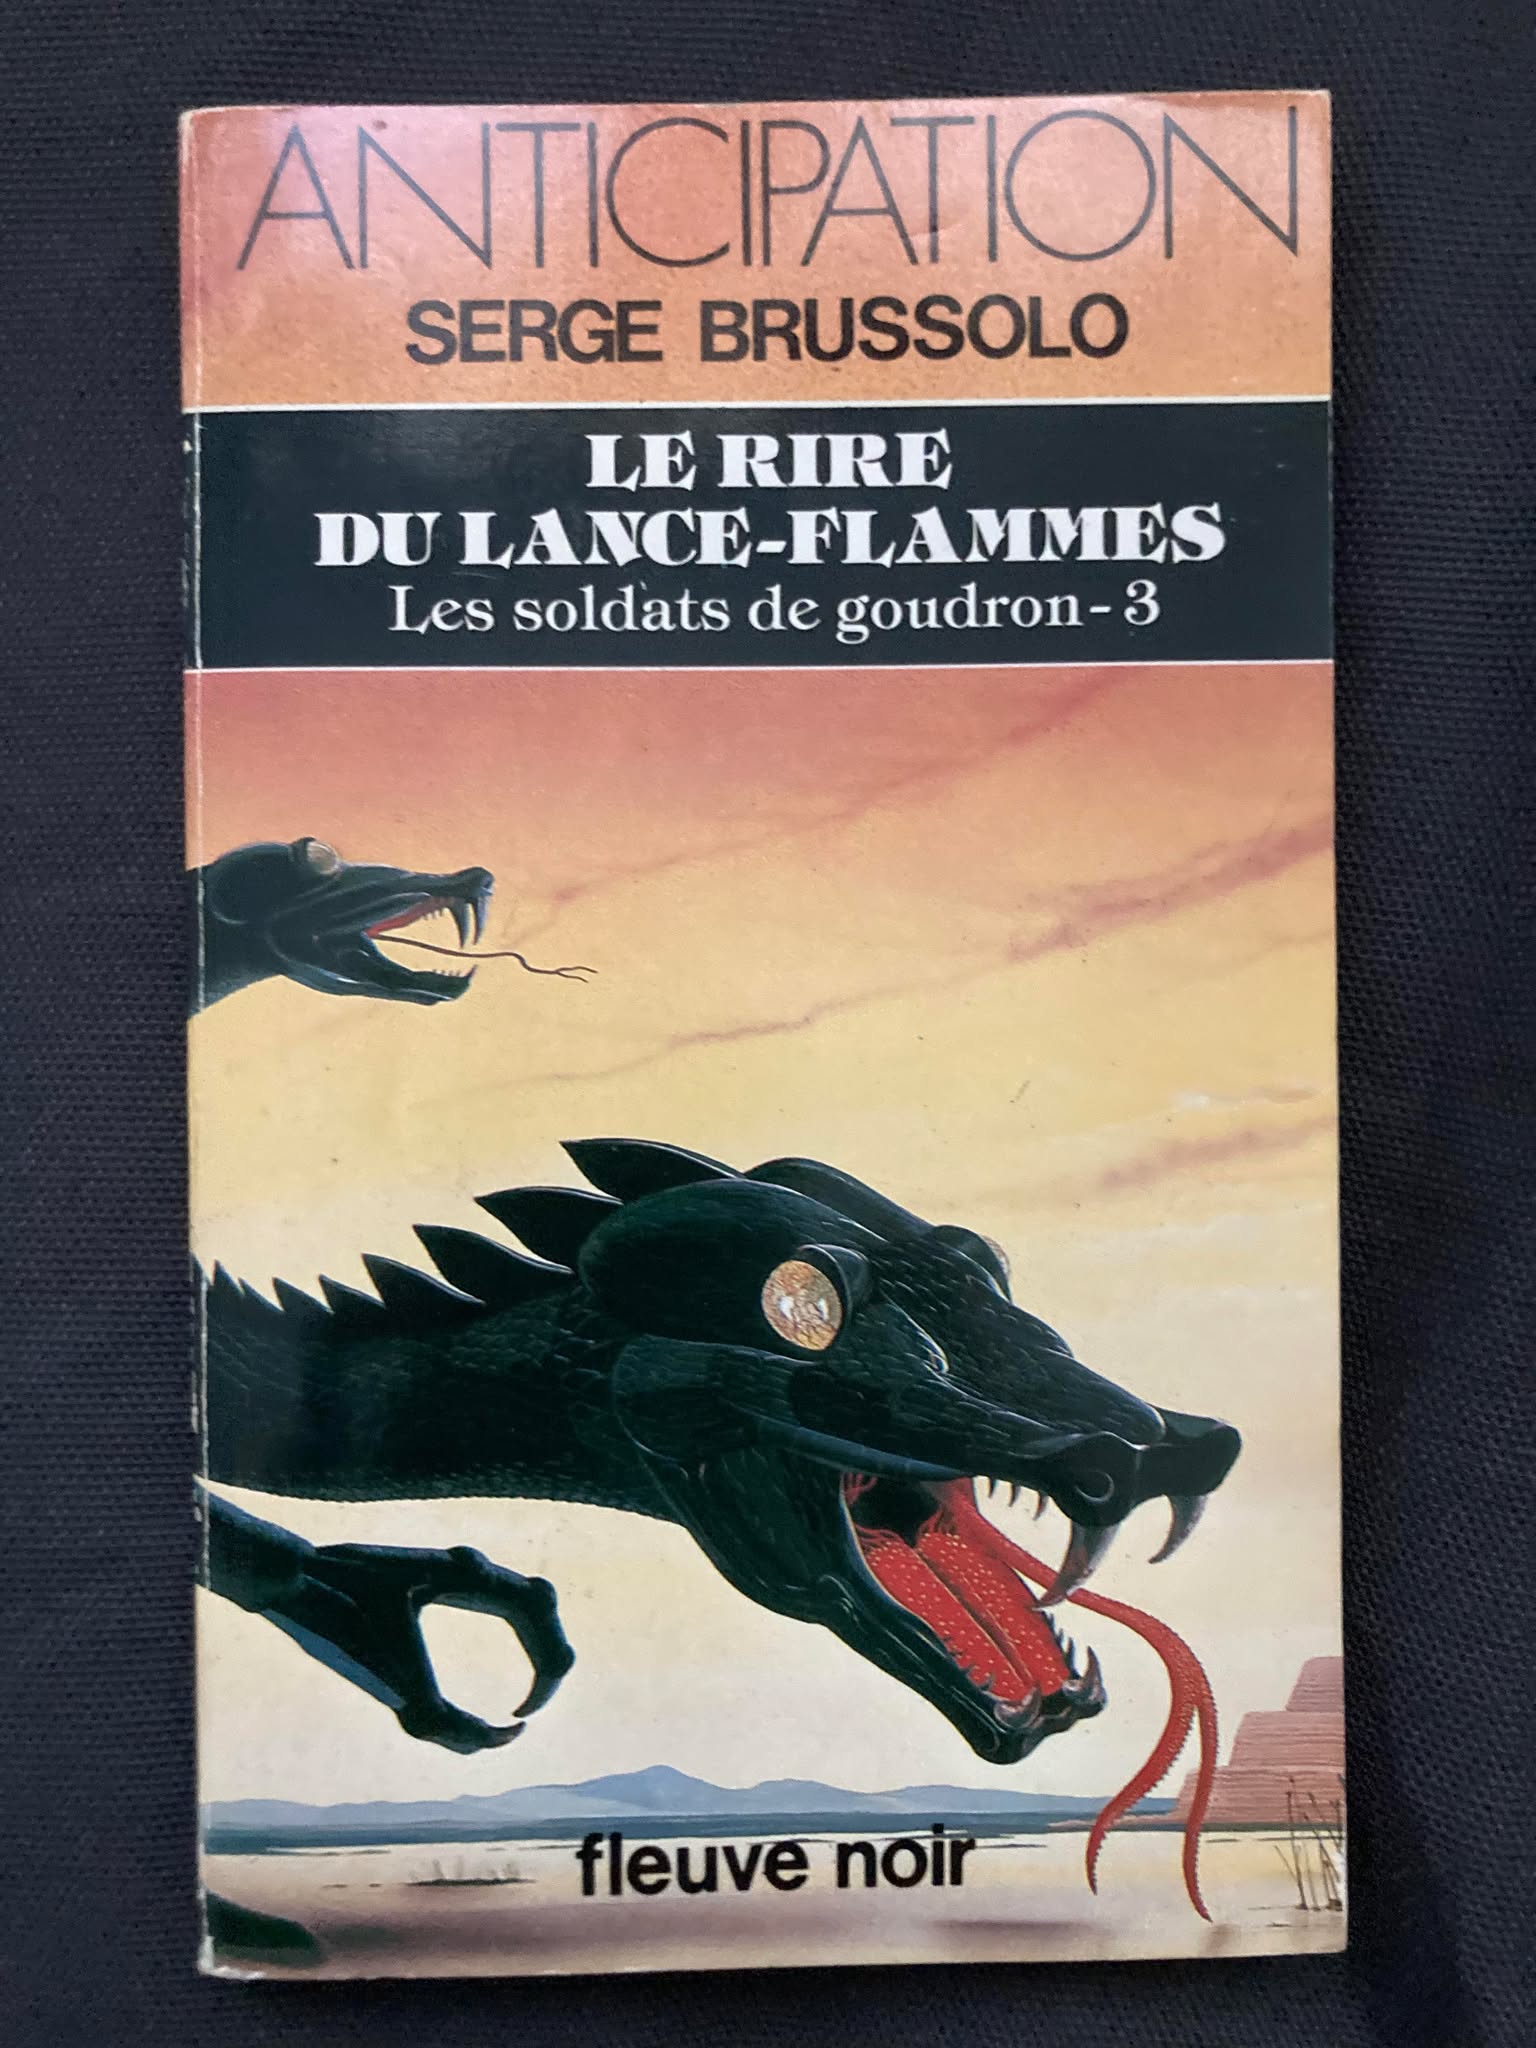 ANTICIPATION
SERGE BRUSSOLO
LE RIRE
DU LANCE-FLAMMES
Les soldats de goudron-3
fleuve noir